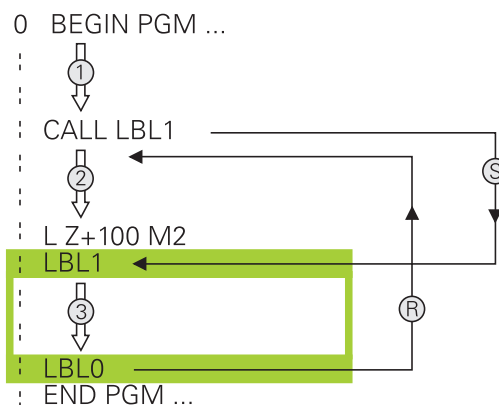 0 BEGIN PGM ...
1
CALL LBL1
S
2
L Z+100 M2
LBL1
3
R
LBL0
END PGM ...